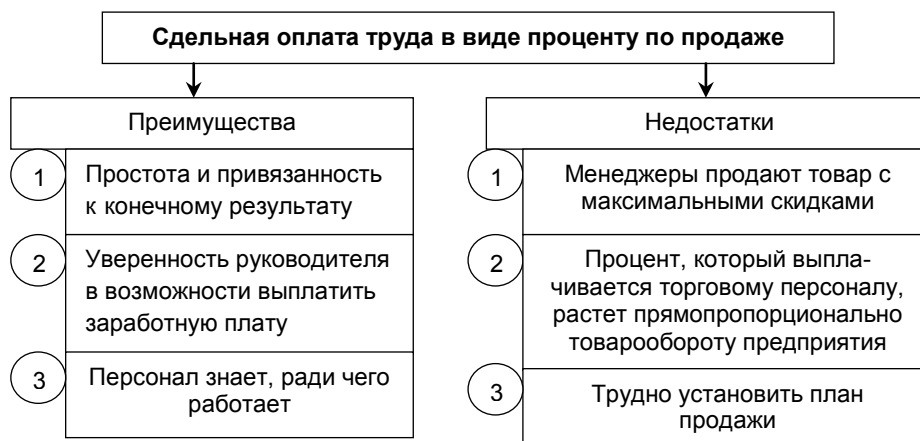 Сдельная оплата труда в виде проценту по продаже
Преимущества
1
Простота и привязанность
к конечному результату
2
Уверенность руководителя
в возможности выплатить
заработную плату
3
Персонал знает, ради чего
работает
Недостатки
1
Менеджеры продают товар с
максимальными скидками
2
Процент, который выпла-
чивается торговому персоналу,
растет прямопропорционально
товарообороту предприятия
3
Трудно установить план
продажи